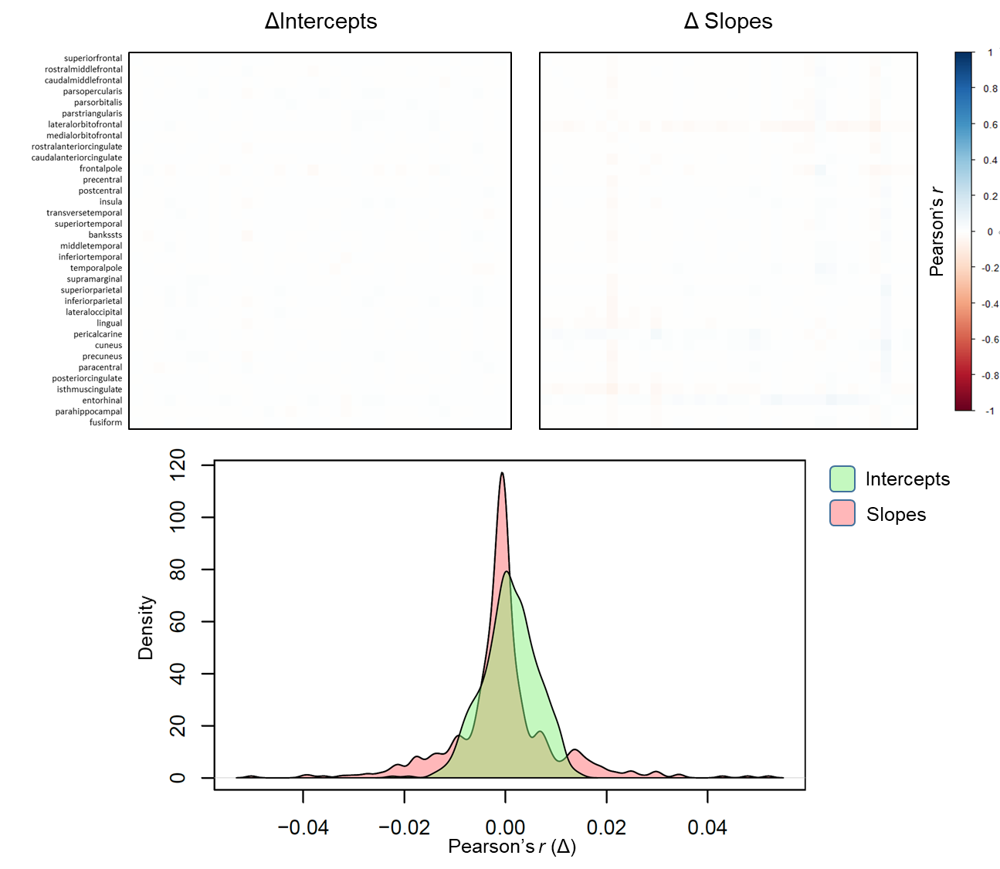 ΔIntercepts
Δ Slopes
superiorfrontal
rostralmiddlefrontal
caudalmiddlefrontal
parsopercularis
parsorbitalis
parstriangularis
lateralorbitofrontal
medialorbitofrontal
rostralanteriorcingulate
caudalanteriorcingulate
frontalpole
precentral
postcentral
insula
transversetemporal
superiortemporal
bankssts
middletemporal
inferiortemporal
temporalpole
supramarginal
superiorparietal
inferiorparietal
lateraloccipital
lingual
pericalcarine
cuneus
precuneus
paracentral
posteriorcingulate
isthmuscingulate
entorhinal
parahippocampal
fusiform
Pearson's r
1
0.8
0.6
0.4
0.2
0
-0.2
-0.4
-0.6
-0.8
-1
Density
120
100
80
60
40
20
0
−0.04 −0.02 0.00 0.02 0.04
Pearson's r (Δ)
Intercepts
Slopes